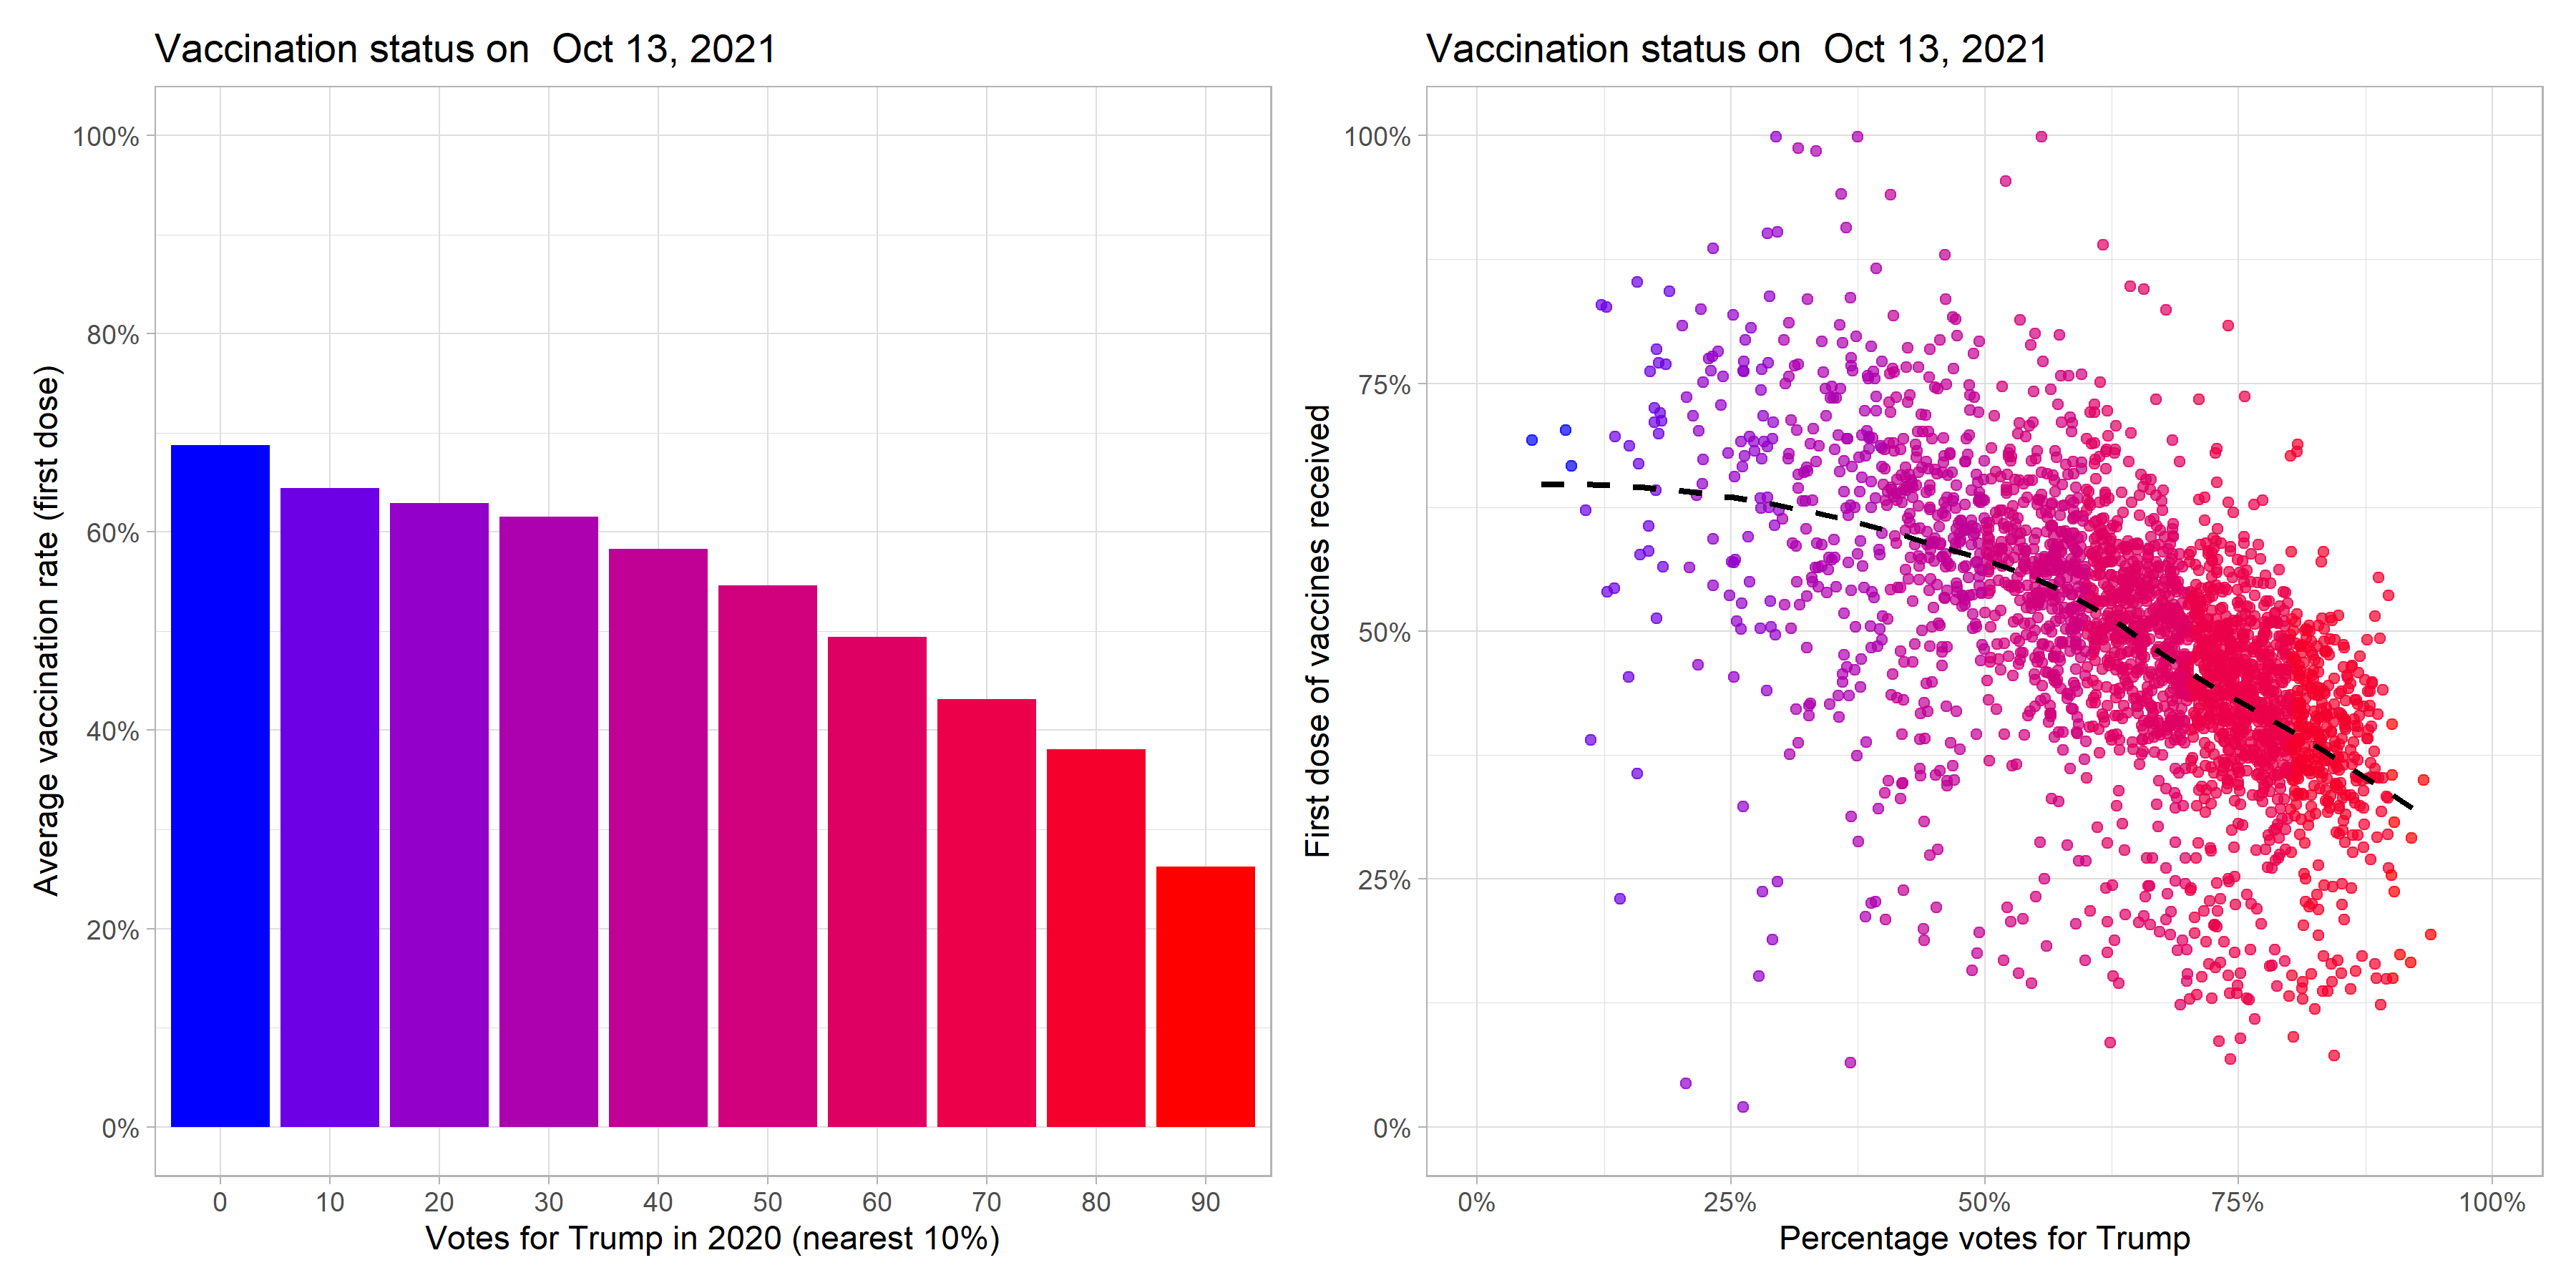 Vaccination status on  Oct 13, 2021
Average vaccination rate (first dose)
100%
80%
60%
40%
20%
0%
0 10 20 30 40 50 60 70 80 90
Votes for Trump in 2020 (nearest 10%)
Vaccination status on  Oct 13, 2021
First dose of vaccines received
100%
75%
50%
25%
0%
0% 25% 50% 75% 100%
Percentage votes for Trump